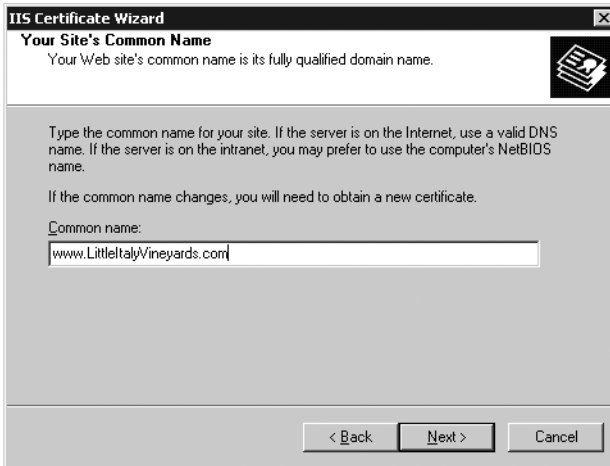 IIS Certificate Wizard
Your Site's Common Name
Your Web site's common name is its fully qualified domain name.
Type the common name for your site. If the server is on the Internet, use a valid DNS
name. If the server is on the intranet, you may prefer to use the computer's NetBIOS
name.
If the common name changes, you will need to obtain a new certificate.
Common name:
www.LittleItalyVineyards.com
< Back Next > Cancel